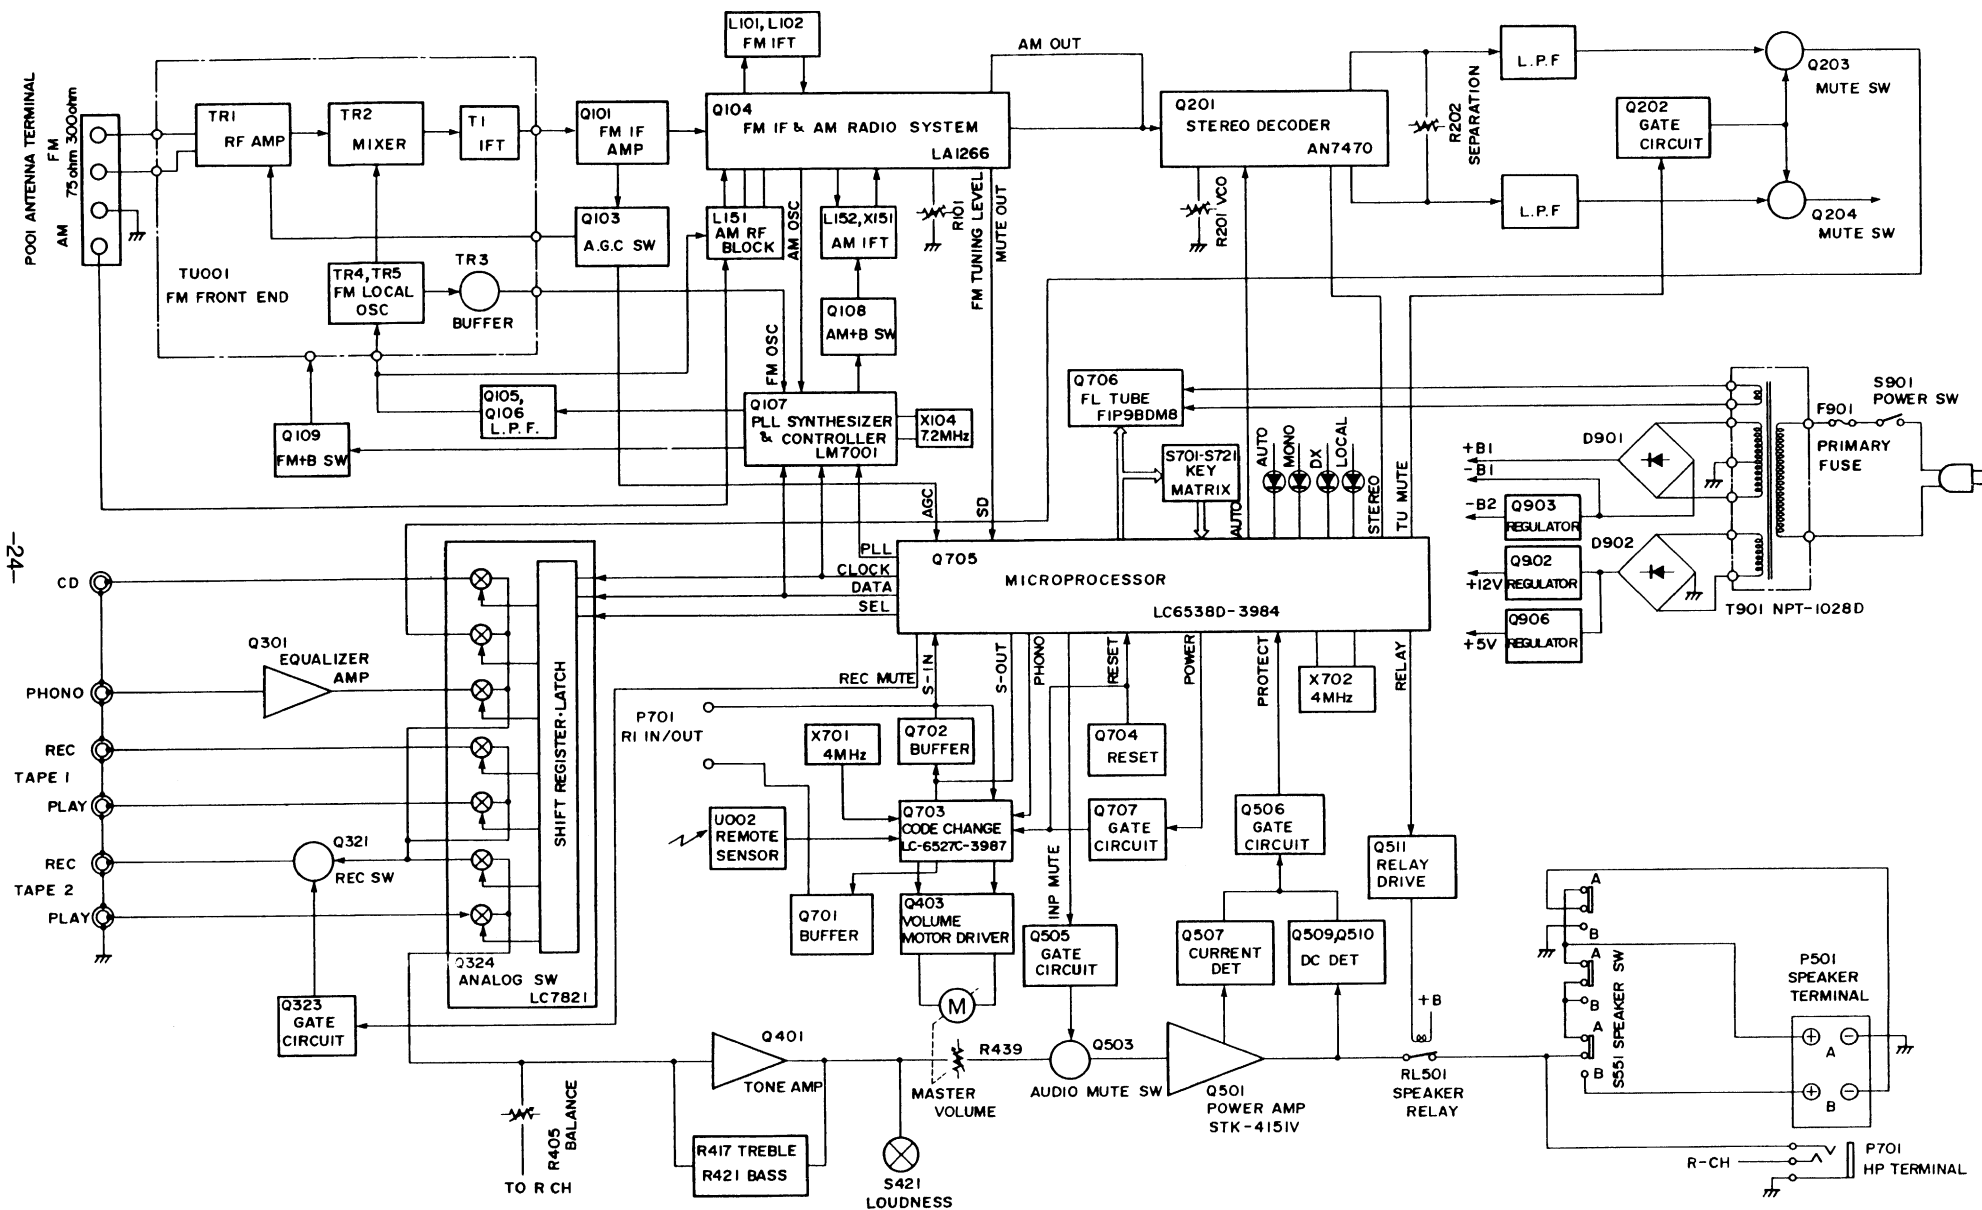 L101, L102
FM IFT
AM OUT
P001 ANTENNA TERMINAL
FM
75ohm 300ohm
AM
TR1
RF AMP
TR2
MIXER
T1
IFT
Q101
FM IF
AMP
Q104
FM IF & AM RADIO SYSTEM
LA1266
Q201
STEREO DECODER
AN7470
R202
SEPARATION
L.P.F
Q203
MUTE SW
Q202
GATE
CIRCUIT
L.P.F
Q204
MUTE SW
Q103
A.G.C SW
L151
AM RF
BLOCK
AM OSC
L152, X151
AM IFT
R101
FM TUNING LEVEL
MUTE OUT
R201 VCO
TU001
FM FRONT END
TR4, TR5
FM LOCAL
OSC
TR3
BUFFER
FM OSC
Q108
AM+B SW
Q105,
Q106
L.P.F.
Q107
PLL SYNTHESIZER
& CONTROLLER
LM7001
X104
7.2MHz
Q109
FM+B SW
Q706
FL TUBE
FIP9BDM8
S701-S721
KEY
MATRIX
AUTO
AUTO
MONO
DX
LOCAL
STEREO
TU MUTE
S901
POWER SW
F901
PRIMARY
FUSE
D901
+B1
-B1
-B2
Q903
REGULATOR
D902
Q902
REGULATOR
+12V
Q906
REGULATOR
+5V
T901 NPT-1028D
AGC
SD
PLL
CLOCK
DATA
SEL
Q705
MICROPROCESSOR
LC6538D-3984
-24-
CD
Q301
EQUALIZER
AMP
PHONO
REC
TAPE 1
PLAY
REC
TAPE 2
PLAY
Q321
REC SW
Q323
GATE
CIRCUIT
SHIFT REGISTER·LATCH
Q324
ANALOG SW
LC7821
REC MUTE
S-IN
S-OUT
PHONO
RESET
POWER
PROTECT
X702
4MHz
RELAY
P701
RI IN/OUT
X701
4MHz
Q702
BUFFER
Q704
RESET
U002
REMOTE
SENSOR
Q703
CODE CHANGE
LC-6527C-3987
Q707
GATE
CIRCUIT
Q506
GATE
CIRCUIT
Q511
RELAY
DRIVE
Q701
BUFFER
Q403
VOLUME
MOTOR DRIVER
INP MUTE
Q505
GATE
CIRCUIT
Q507
CURRENT
DET
Q509,Q510
DC DET
M
+B
Q401
TONE AMP
R439
MASTER
VOLUME
Q503
AUDIO MUTE SW
Q501
POWER AMP
STK-4151V
RL501
SPEAKER
RELAY
R405
BALANCE
TO R CH
R417 TREBLE
R421 BASS
S421
LOUDNESS
A
B
A
B
A
B
S551 SPEAKER SW
P501
SPEAKER
TERMINAL
+ -
A
+ -
B
R-CH
P701
HP TERMINAL